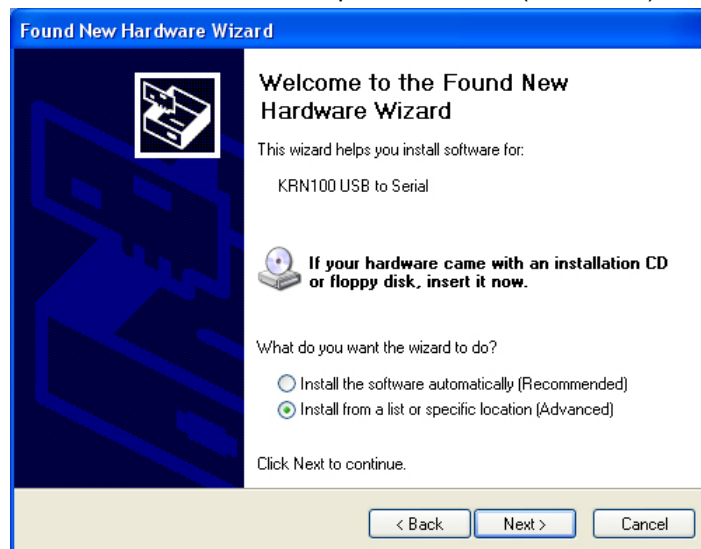 Found New Hardware Wizard
Welcome to the Found New
Hardware Wizard
This wizard helps you install software for:
KRN100 USB to Serial
If your hardware came with an installation CD
or floppy disk, insert it now.
What do you want the wizard to do?
Install the software automatically (Recommended)
Install from a list or specific location (Advanced)
Click Next to continue.
< Back
Next >
Cancel